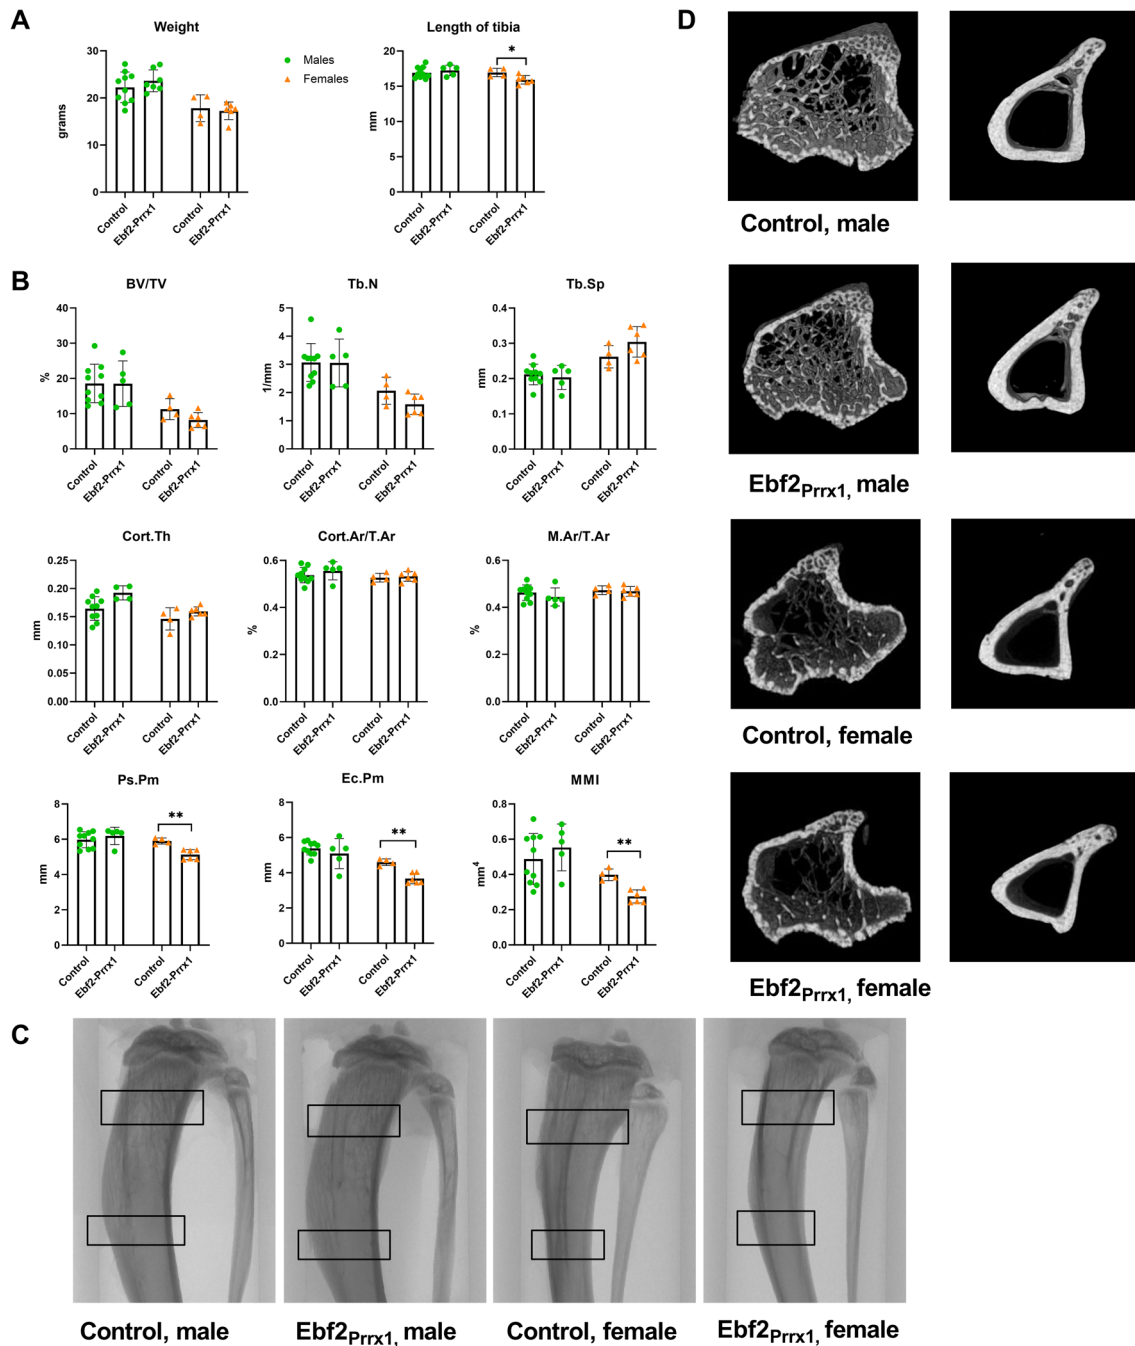 A
Weight
30
20
10
0
grams
Control
Ebf2-Prrx1
Control
Ebf2-Prrx1
Males
Females
Length of tibia
20
15
10
5
0
mm
*
Control
Ebf2-Prrx1
Control
Ebf2-Prrx1
B
BV/TV
40
30
20
10
0
%
Control
Ebf2-Prrx1
Control
Ebf2-Prrx1
Tb.N
5
4
3
2
1
0
1/mm
Control
Ebf2-Prrx1
Control
Ebf2-Prrx1
Tb.Sp
0.4
0.3
0.2
0.1
0.0
mm
Control
Ebf2-Prrx1
Control
Ebf2-Prrx1
Cort.Th
0.25
0.20
0.15
0.10
0.05
0.00
mm
Control
Ebf2-Prrx1
Control
Ebf2-Prrx1
Cort.Ar/T.Ar
0.6
0.4
0.2
0.0
%
Control
Ebf2-Prrx1
Control
Ebf2-Prrx1
M.Ar/T.Ar
0.6
0.4
0.2
0.0
%
Control
Ebf2-Prrx1
Control
Ebf2-Prrx1
Ps.Pm
8
6
4
2
0
mm
**
Control
Ebf2-Prrx1
Control
Ebf2-Prrx1
Ec.Pm
8
6
4
2
0
mm
**
Control
Ebf2-Prrx1
Control
Ebf2-Prrx1
MMI
0.8
0.6
0.4
0.2
0.0
mm⁴
**
Control
Ebf2-Prrx1
Control
Ebf2-Prrx1
C
Control, male
Ebf2Prrx1, male
Control, female
Ebf2Prrx1, female
D
Control, male
Ebf2Prrx1, male
Control, female
Ebf2Prrx1, female